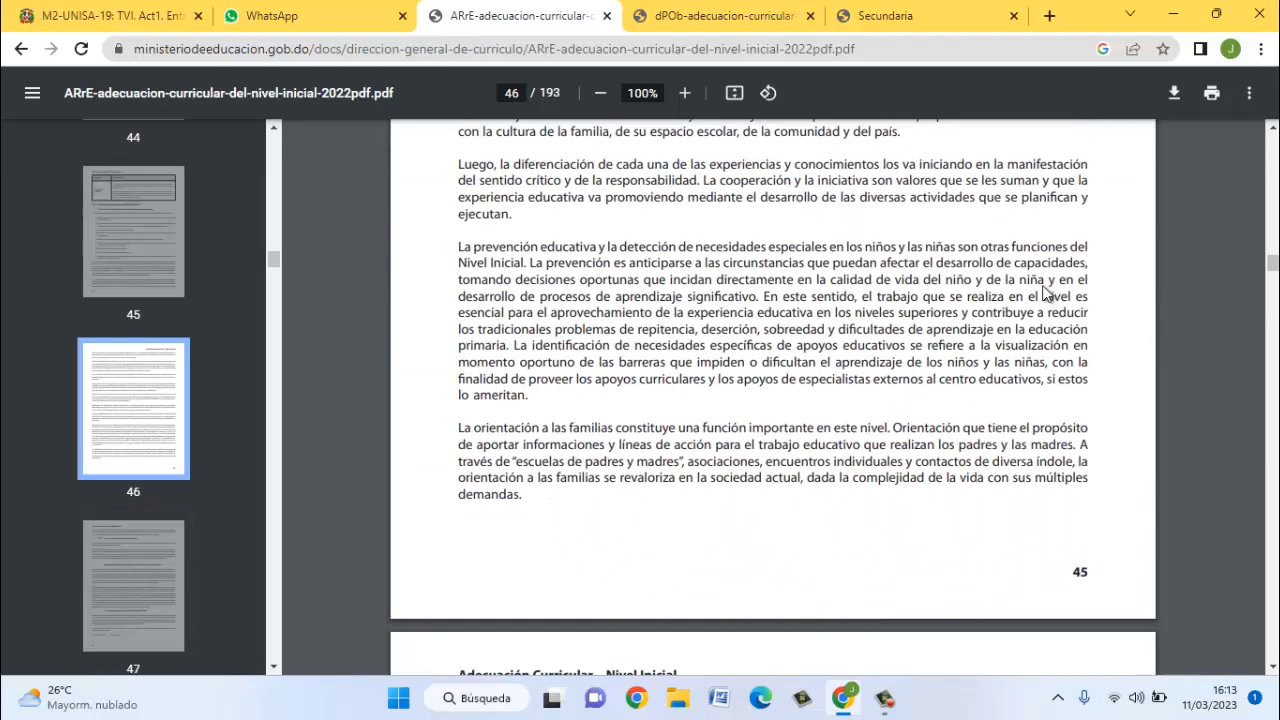 M2-UNISA-19: TVI. Act1. Ent
WhatsApp
ARrE-adecuacion-curricular-c
dPOb-adecuacion-curricular-
Secundaria
ministeriodeeducacion.gob.do/docs/direccion-general-de-curriculo/ARrE-adecuacion-curricular-del-nivel-inicial-2022pdf.pdf
J
ARrE-adecuacion-curricular-del-nivel-inicial-2022pdf.pdf
46 / 193
100%
44
45
46
47
con la cultura de la familia, de su espacio escolar, de la comunidad y del país.
Luego, la diferenciación de cada una de las experiencias y conocimientos los va iniciando en la manifestación
del sentido crítico y de la responsabilidad. La cooperación y la iniciativa son valores que se les suman y que la
experiencia educativa va promoviendo mediante el desarrollo de las diversas actividades que se planifican y
ejecutan.
La prevención educativa y la detección de necesidades especiales en los niños y las niñas son otras funciones del
Nivel Inicial. La prevención es anticiparse a las circunstancias que puedan afectar el desarrollo de capacidades,
tomando decisiones oportunas que incidan directamente en la calidad de vida del niño y de la niña y en el
desarrollo de procesos de aprendizaje significativo. En este sentido, el trabajo que se realiza en el nivel es
esencial para el aprovechamiento de la experiencia educativa en los niveles superiores y contribuye a reducir
los tradicionales problemas de repitencia, deserción, sobreedad y dificultades de aprendizaje en la educación
primaria. La identificación de necesidades específicas de apoyos educativos se refiere a la visualización en
momento oportuno de las barreras que impiden o dificultan el aprendizaje de los niños y las niñas, con la
finalidad de proveer los apoyos curriculares y los apoyos de especialistas externos al centro educativos, si estos
lo ameritan.
La orientación a las familias constituye una función importante en este nivel. Orientación que tiene el propósito
de aportar informaciones y líneas de acción para el trabajo educativo que realizan los padres y las madres. A
través de “escuelas de padres y madres”, asociaciones, encuentros individuales y contactos de diversa índole, la
orientación a las familias se revaloriza en la sociedad actual, dada la complejidad de la vida con sus múltiples
demandas.
45
Adecuación Curricular - Nivel Inicial
26°C
Mayorm. nublado
Búsqueda
J
16:13
11/03/2023
1